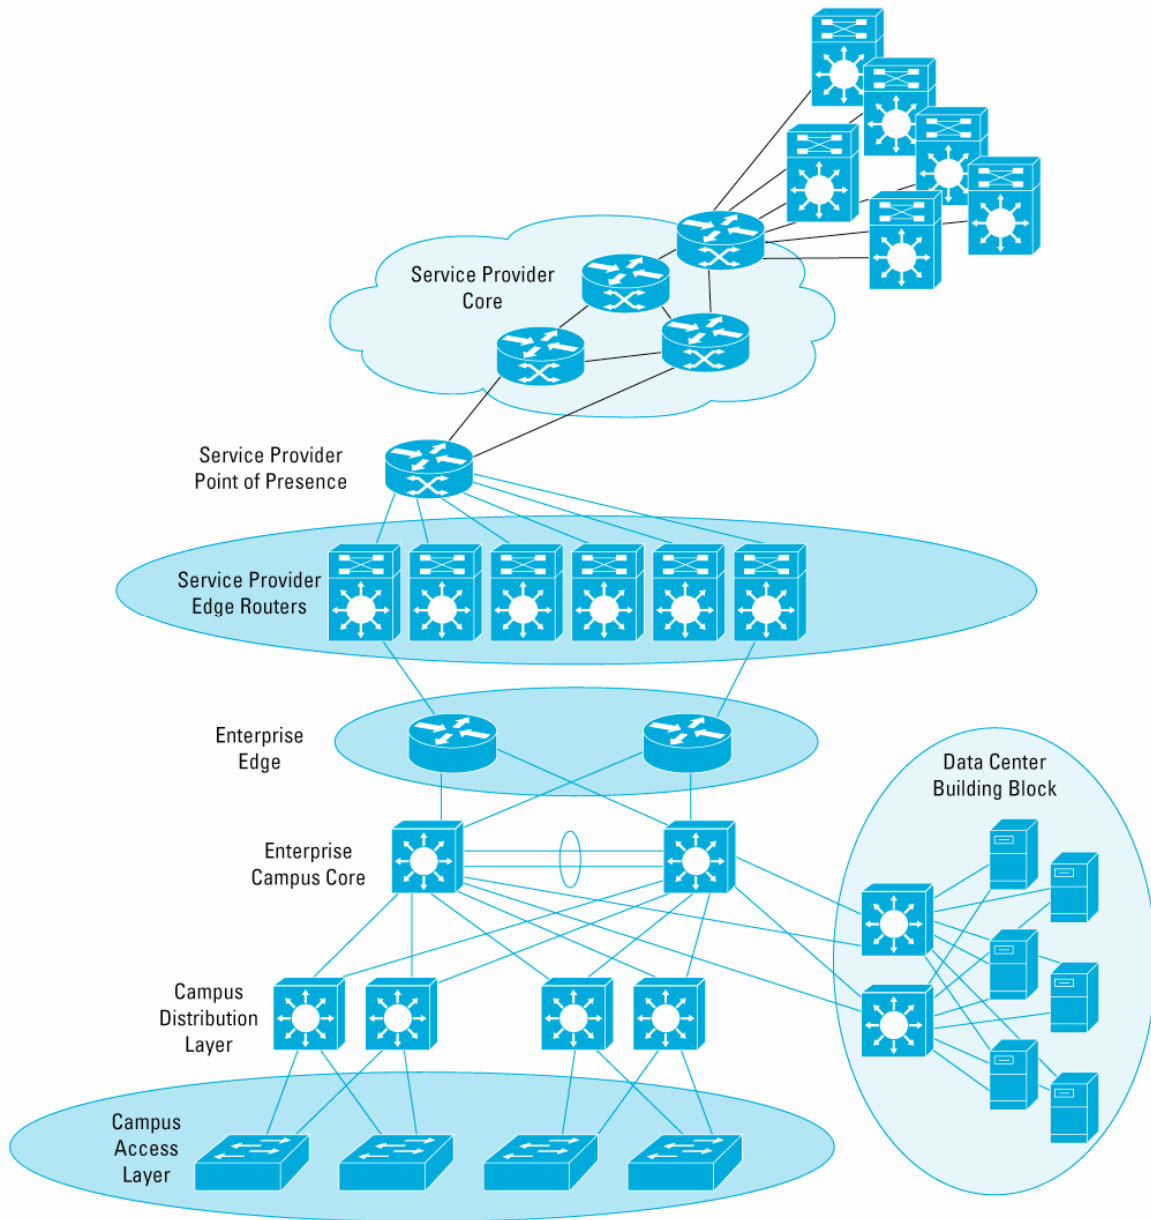 Service Provider
Core
Service Provider
Point of Presence
Service Provider
Edge Routers
Enterprise
Edge
Data Center
Building Block
Enterprise
Campus Core
Campus
Distribution
Layer
Campus
Access
Layer